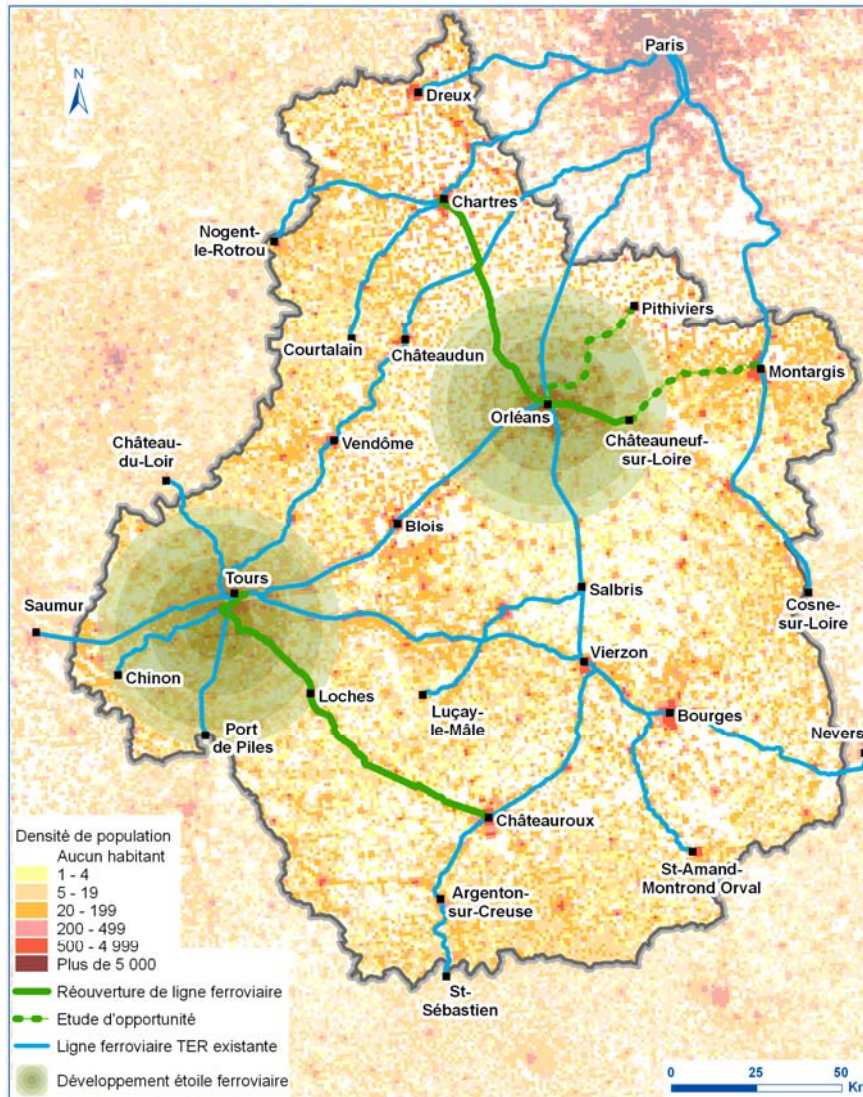 Paris
N
Dreux
Chartres
Nogent-
le-Rotrou
Pithiviers
Courtalain
Châteaudun
Montargis
Orléans
Châteauneuf-
sur-Loire
Vendôme
Château-
du-Loir
Blois
Tours
Salbris
Saumur
Cosne-
sur-Loire
Vierzon
Chinon
Loches
Luçay-
le-Mâle
Bourges
Port
de Piles
Nevers
Châteauroux
St-Amand-
Montrond Orval
Argenton-
sur-Creuse
St-
Sébastien
Densité de population
Aucun habitant
1 - 4
5 - 19
20 - 199
200 - 499
500 - 4 999
Plus de 5 000
Réouverture de ligne ferroviaire
Etude d'opportunité
Ligne ferroviaire TER existante
Développement étoile ferroviaire
0 25 50
Km